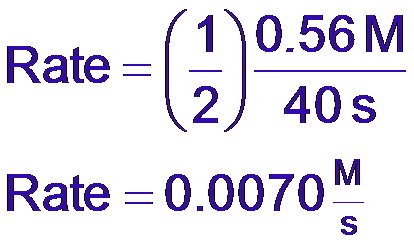 Rate = (1/2) 0.56 M / 40 s
Rate = 0.0070 M/s